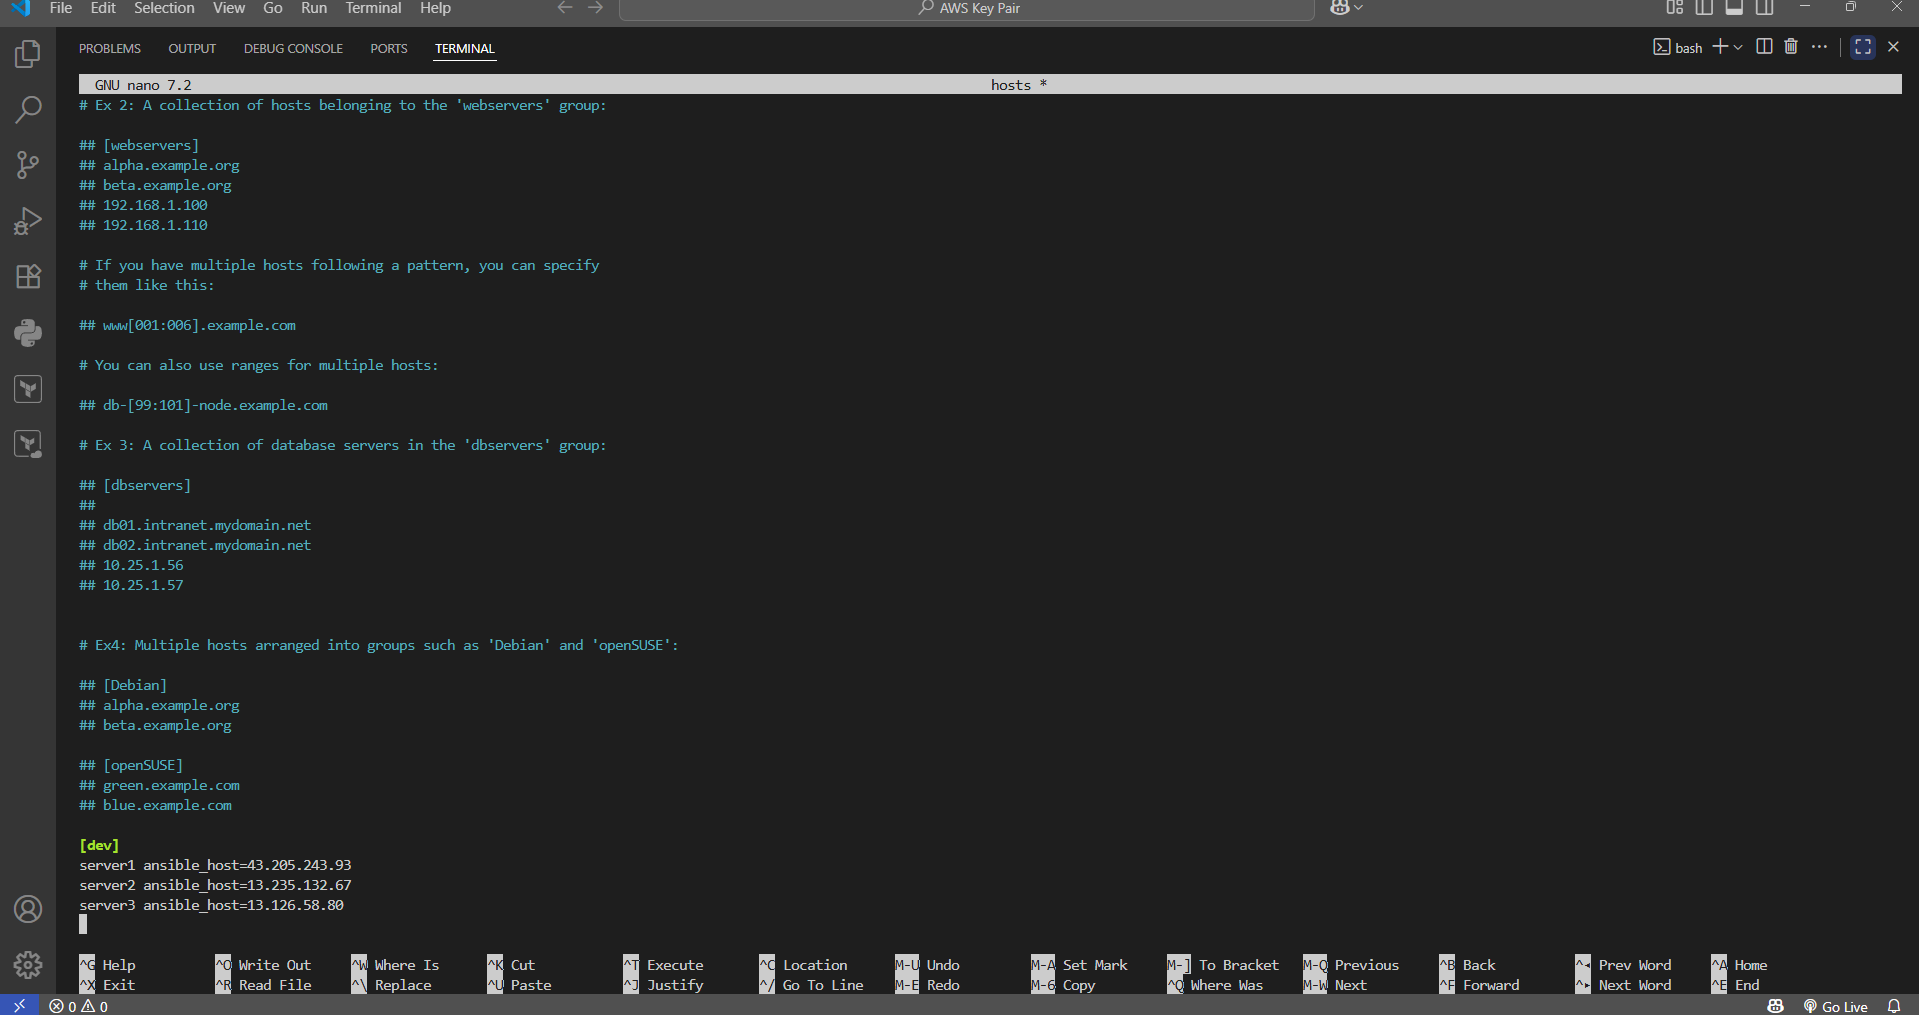 File Edit Selection View Go Run Terminal Help AWS Key Pair
PROBLEMS OUTPUT DEBUG CONSOLE PORTS TERMINAL bash
GNU nano 7.2 hosts *
# Ex 2: A collection of hosts belonging to the 'webservers' group:
## [webservers]
## alpha.example.org
## beta.example.org
## 192.168.1.100
## 192.168.1.110
# If you have multiple hosts following a pattern, you can specify
# them like this:
## www[001:006].example.com
# You can also use ranges for multiple hosts:
## db-[99:101]-node.example.com
# Ex 3: A collection of database servers in the 'dbservers' group:
## [dbservers]
##
## db01.intranet.mydomain.net
## db02.intranet.mydomain.net
## 10.25.1.56
## 10.25.1.57
# Ex4: Multiple hosts arranged into groups such as 'Debian' and 'openSUSE':
## [Debian]
## alpha.example.org
## beta.example.org
## [openSUSE]
## green.example.com
## blue.example.com
[dev]
server1 ansible_host=43.205.243.93
server2 ansible_host=13.235.132.67
server3 ansible_host=13.126.58.80
^G Help ^O Write Out ^W Where Is ^K Cut ^T Execute ^C Location M-U Undo M-A Set Mark M-] To Bracket M-Q Previous ^B Back ^◂ Prev Word ^A Home
^X Exit ^R Read File ^\ Replace ^U Paste ^J Justify ^/ Go To Line M-E Redo M-6 Copy ^Q Where Was M-W Next ^F Forward ^▸ Next Word ^E End
0 0 Go Live